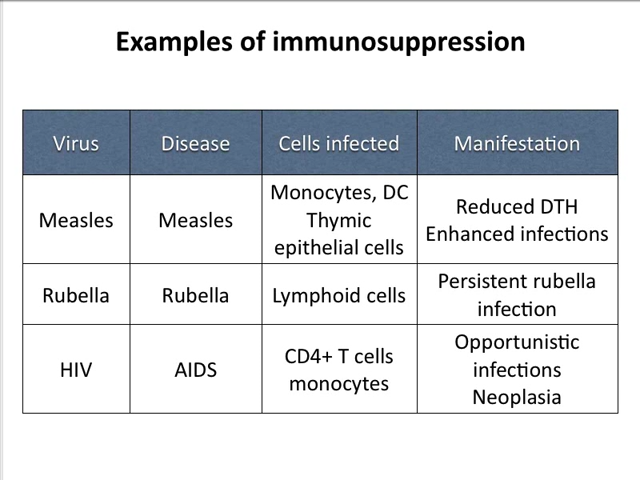 Examples of immunosuppression
Virus
Disease
Cells infected
Manifestation
Measles
Measles
Monocytes, DC
Thymic
epithelial cells
Reduced DTH
Enhanced infections
Rubella
Rubella
Lymphoid cells
Persistent rubella
infection
HIV
AIDS
CD4+ T cells
monocytes
Opportunistic
infections
Neoplasia